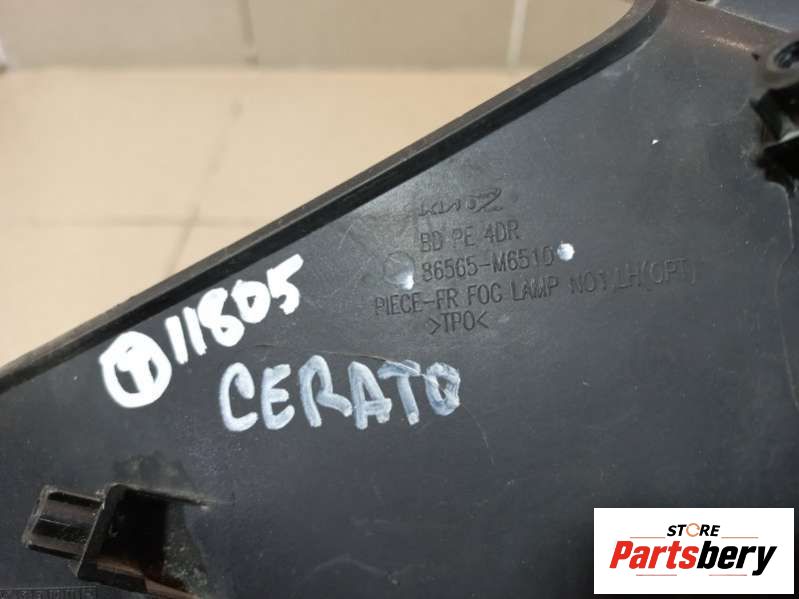 BD PE 4DR
86565-M6510
PIECE-FR FOG LAMP NO1 LH(OPT)
>TPO<
T 11805
CERATO
STORE
Partsbery